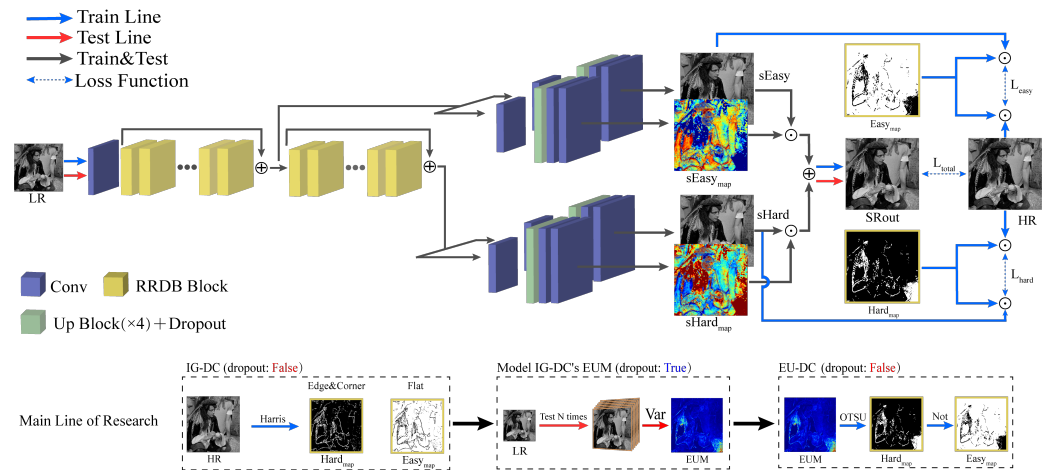 Train Line
Test Line
Train&Test
Loss Function
LR
sEasy
sEasy_map
sHard
sHard_map
Easy_map
L_easy
SRout
L_total
HR
Hard_map
L_hard
Conv
RRDB Block
Up Block(×4)+Dropout
Main Line of Research
IG-DC (dropout: False)
Edge&Corner
Flat
Harris
HR
Hard_map
Easy_map
Model IG-DC's EUM (dropout: True)
Test N times
Var
LR
EUM
EU-DC (dropout: False)
OTSU
Not
EUM
Hard_map
Easy_map